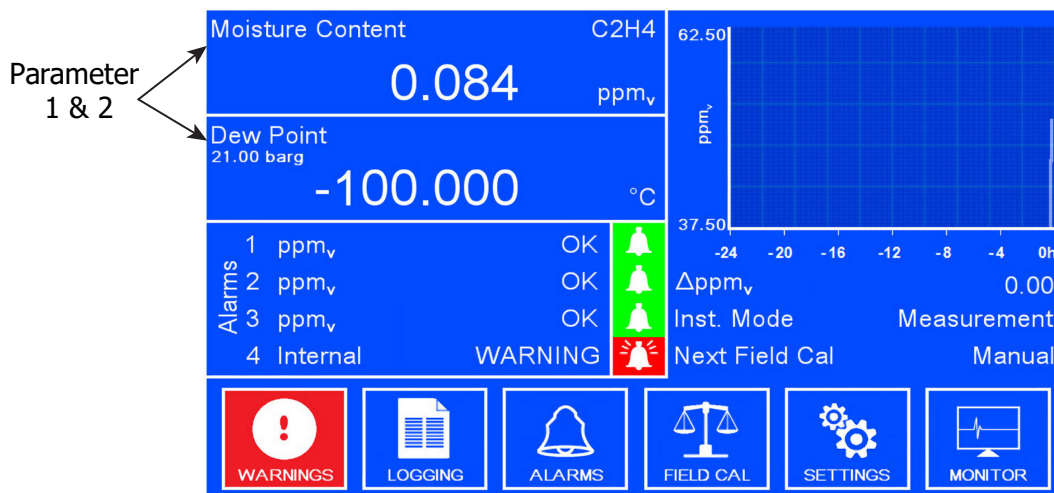 Parameter
1 & 2
Moisture Content C2H4
0.084 ppmv
Dew Point
21.00 barg
-100.000 °C
Alarms
1 ppmv OK
2 ppmv OK
3 ppmv OK
4 Internal WARNING
62.50
ppmv
37.50
-24 -20 -16 -12 -8 -4 0h
Δppmv 0.00
Inst. Mode Measurement
Next Field Cal Manual
WARNINGS LOGGING ALARMS FIELD CAL SETTINGS MONITOR